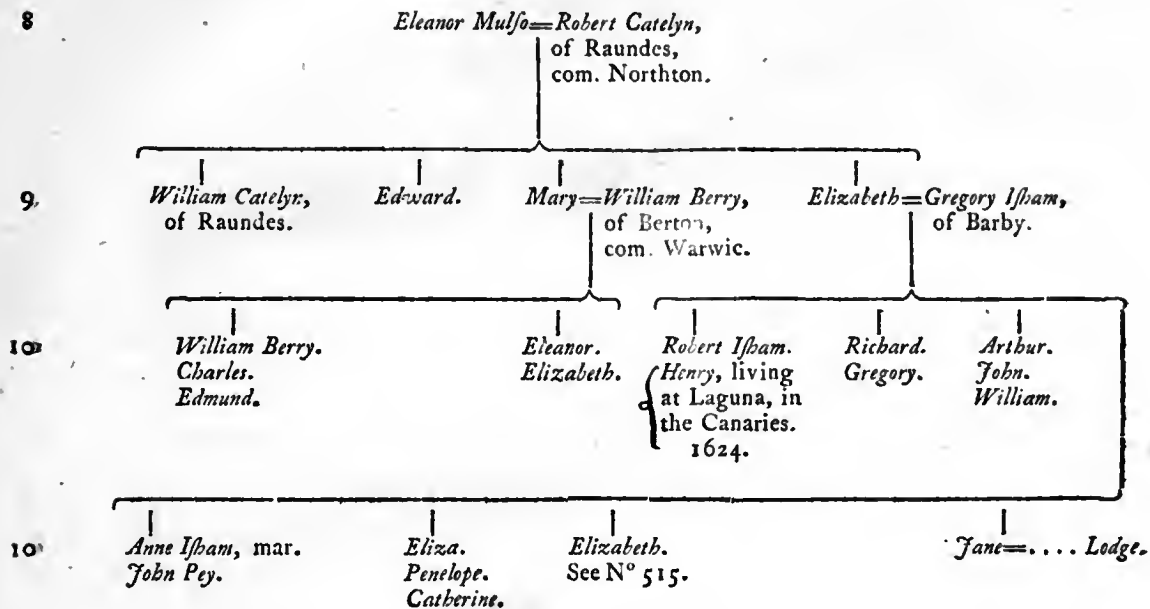 8
Eleanor Mulſo=Robert Catelyn,
of Raundes,
com. Northton.
9
William Catelyn,
of Raundes.
Edward.
Mary=William Berry,
of Berton,
com. Warwic.
Elizabeth=Gregory Iſham,
of Barby.
10
William Berry.
Charles.
Edmund.
Eleanor.
Elizabeth.
Robert Iſham.
Henry, living
at Laguna, in
the Canaries.
1624.
Richard.
Gregory.
Arthur.
John.
William.
10
Anne Iſham, mar.
John Pey.
Eliza.
Penelope.
Catherine.
Elizabeth.
See N° 515.
Jane=.... Lodge.